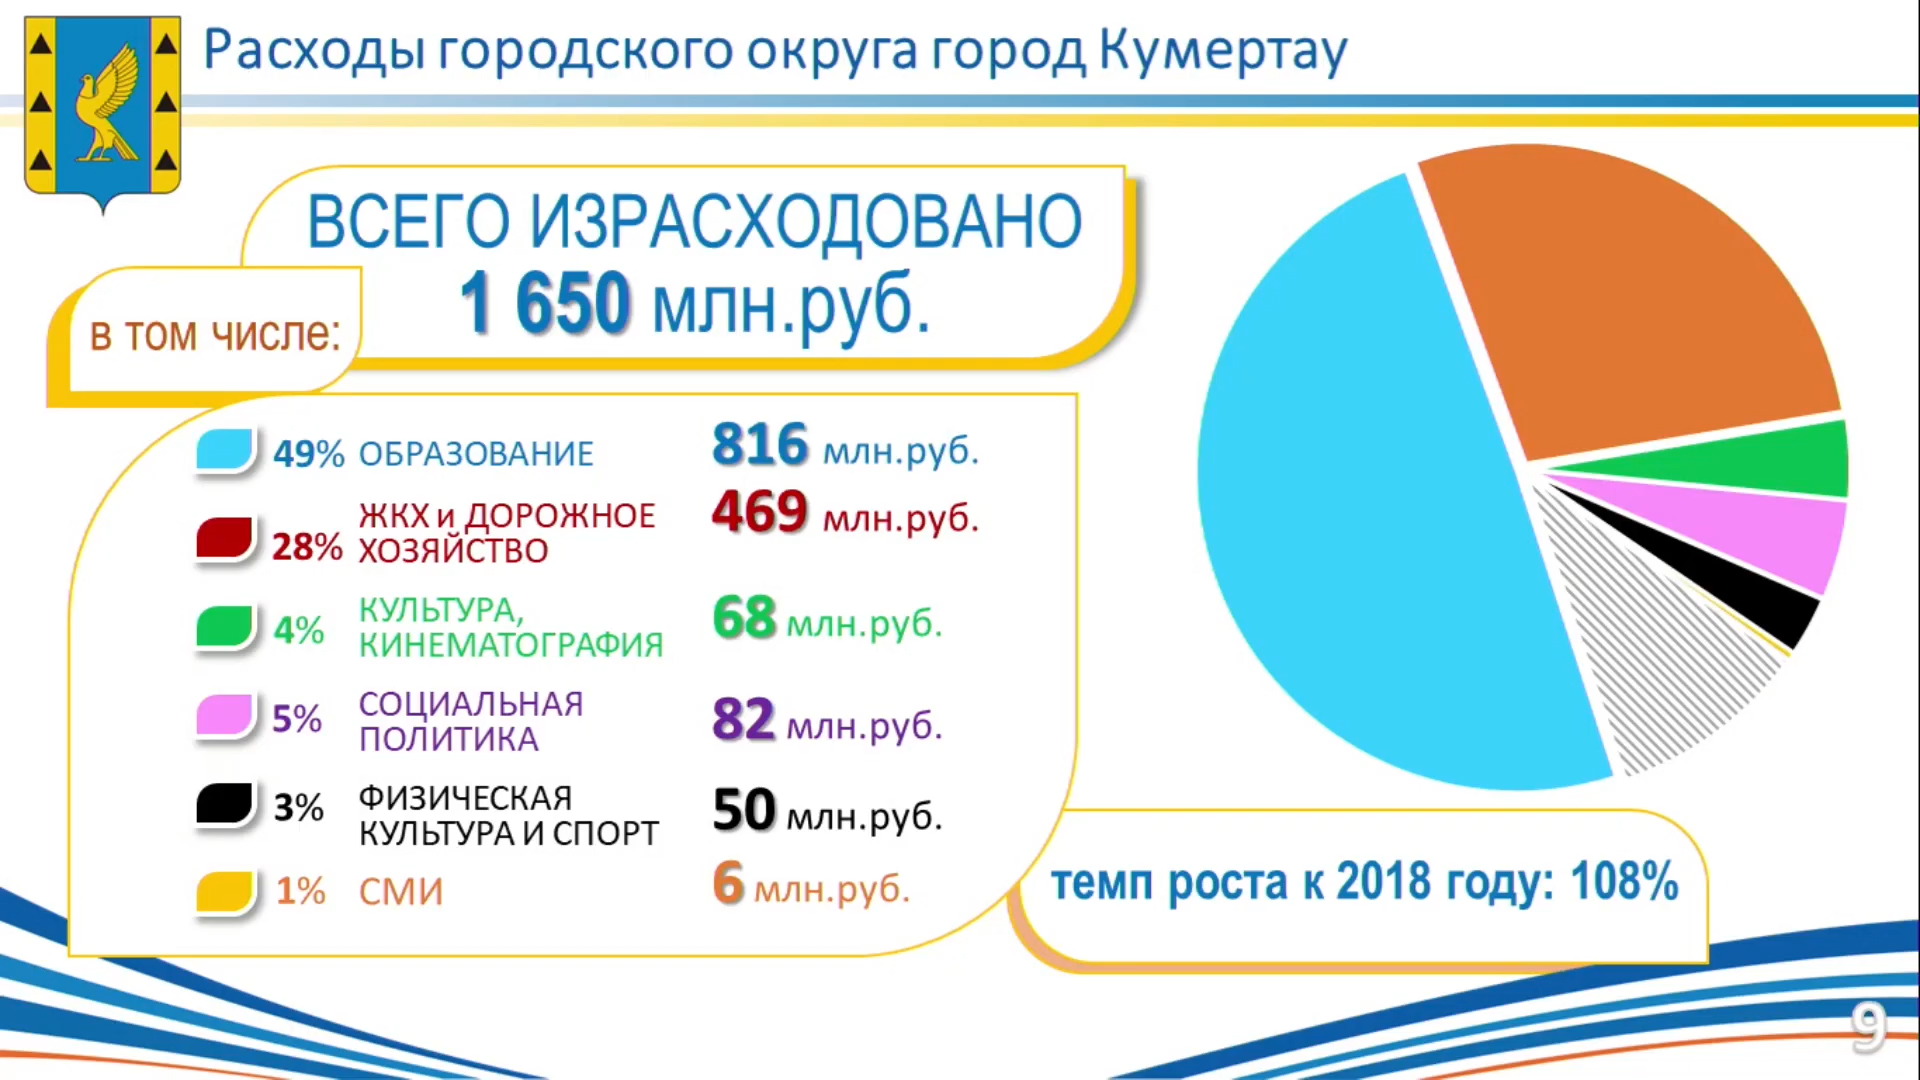 Расходы городского округа город Кумертау
ВСЕГО ИЗРАСХОДОВАНО
1 650 млн.руб.
в том числе:
49% ОБРАЗОВАНИЕ 816 млн.руб.
28% ЖКХ и ДОРОЖНОЕ
ХОЗЯЙСТВО 469 млн.руб.
4% КУЛЬТУРА,
КИНЕМАТОГРАФИЯ 68 млн.руб.
5% СОЦИАЛЬНАЯ
ПОЛИТИКА 82 млн.руб.
3% ФИЗИЧЕСКАЯ
КУЛЬТУРА И СПОРТ 50 млн.руб.
1% СМИ 6 млн.руб.
темп роста к 2018 году: 108%
9